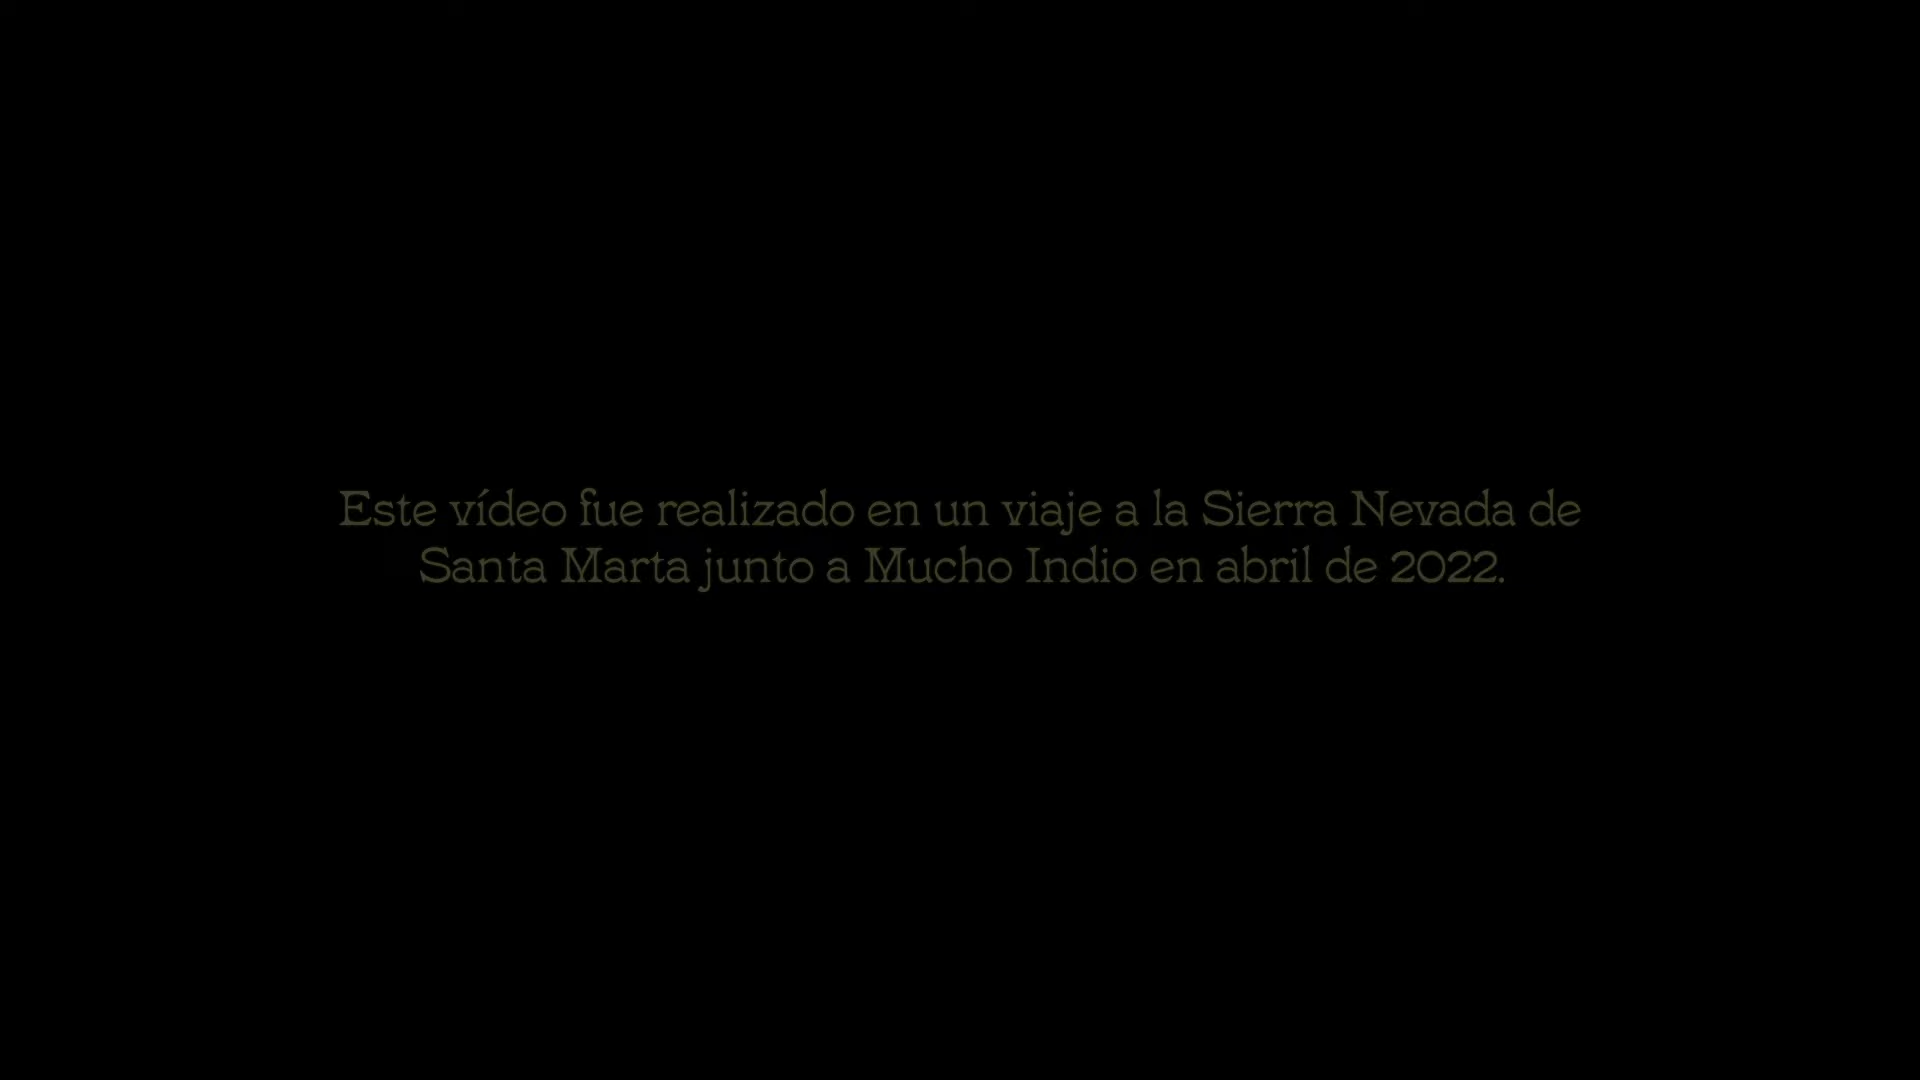 Este vídeo fue realizado en un viaje a la Sierra Nevada de
Santa Marta junto a Mucho Indio en abril de 2022.